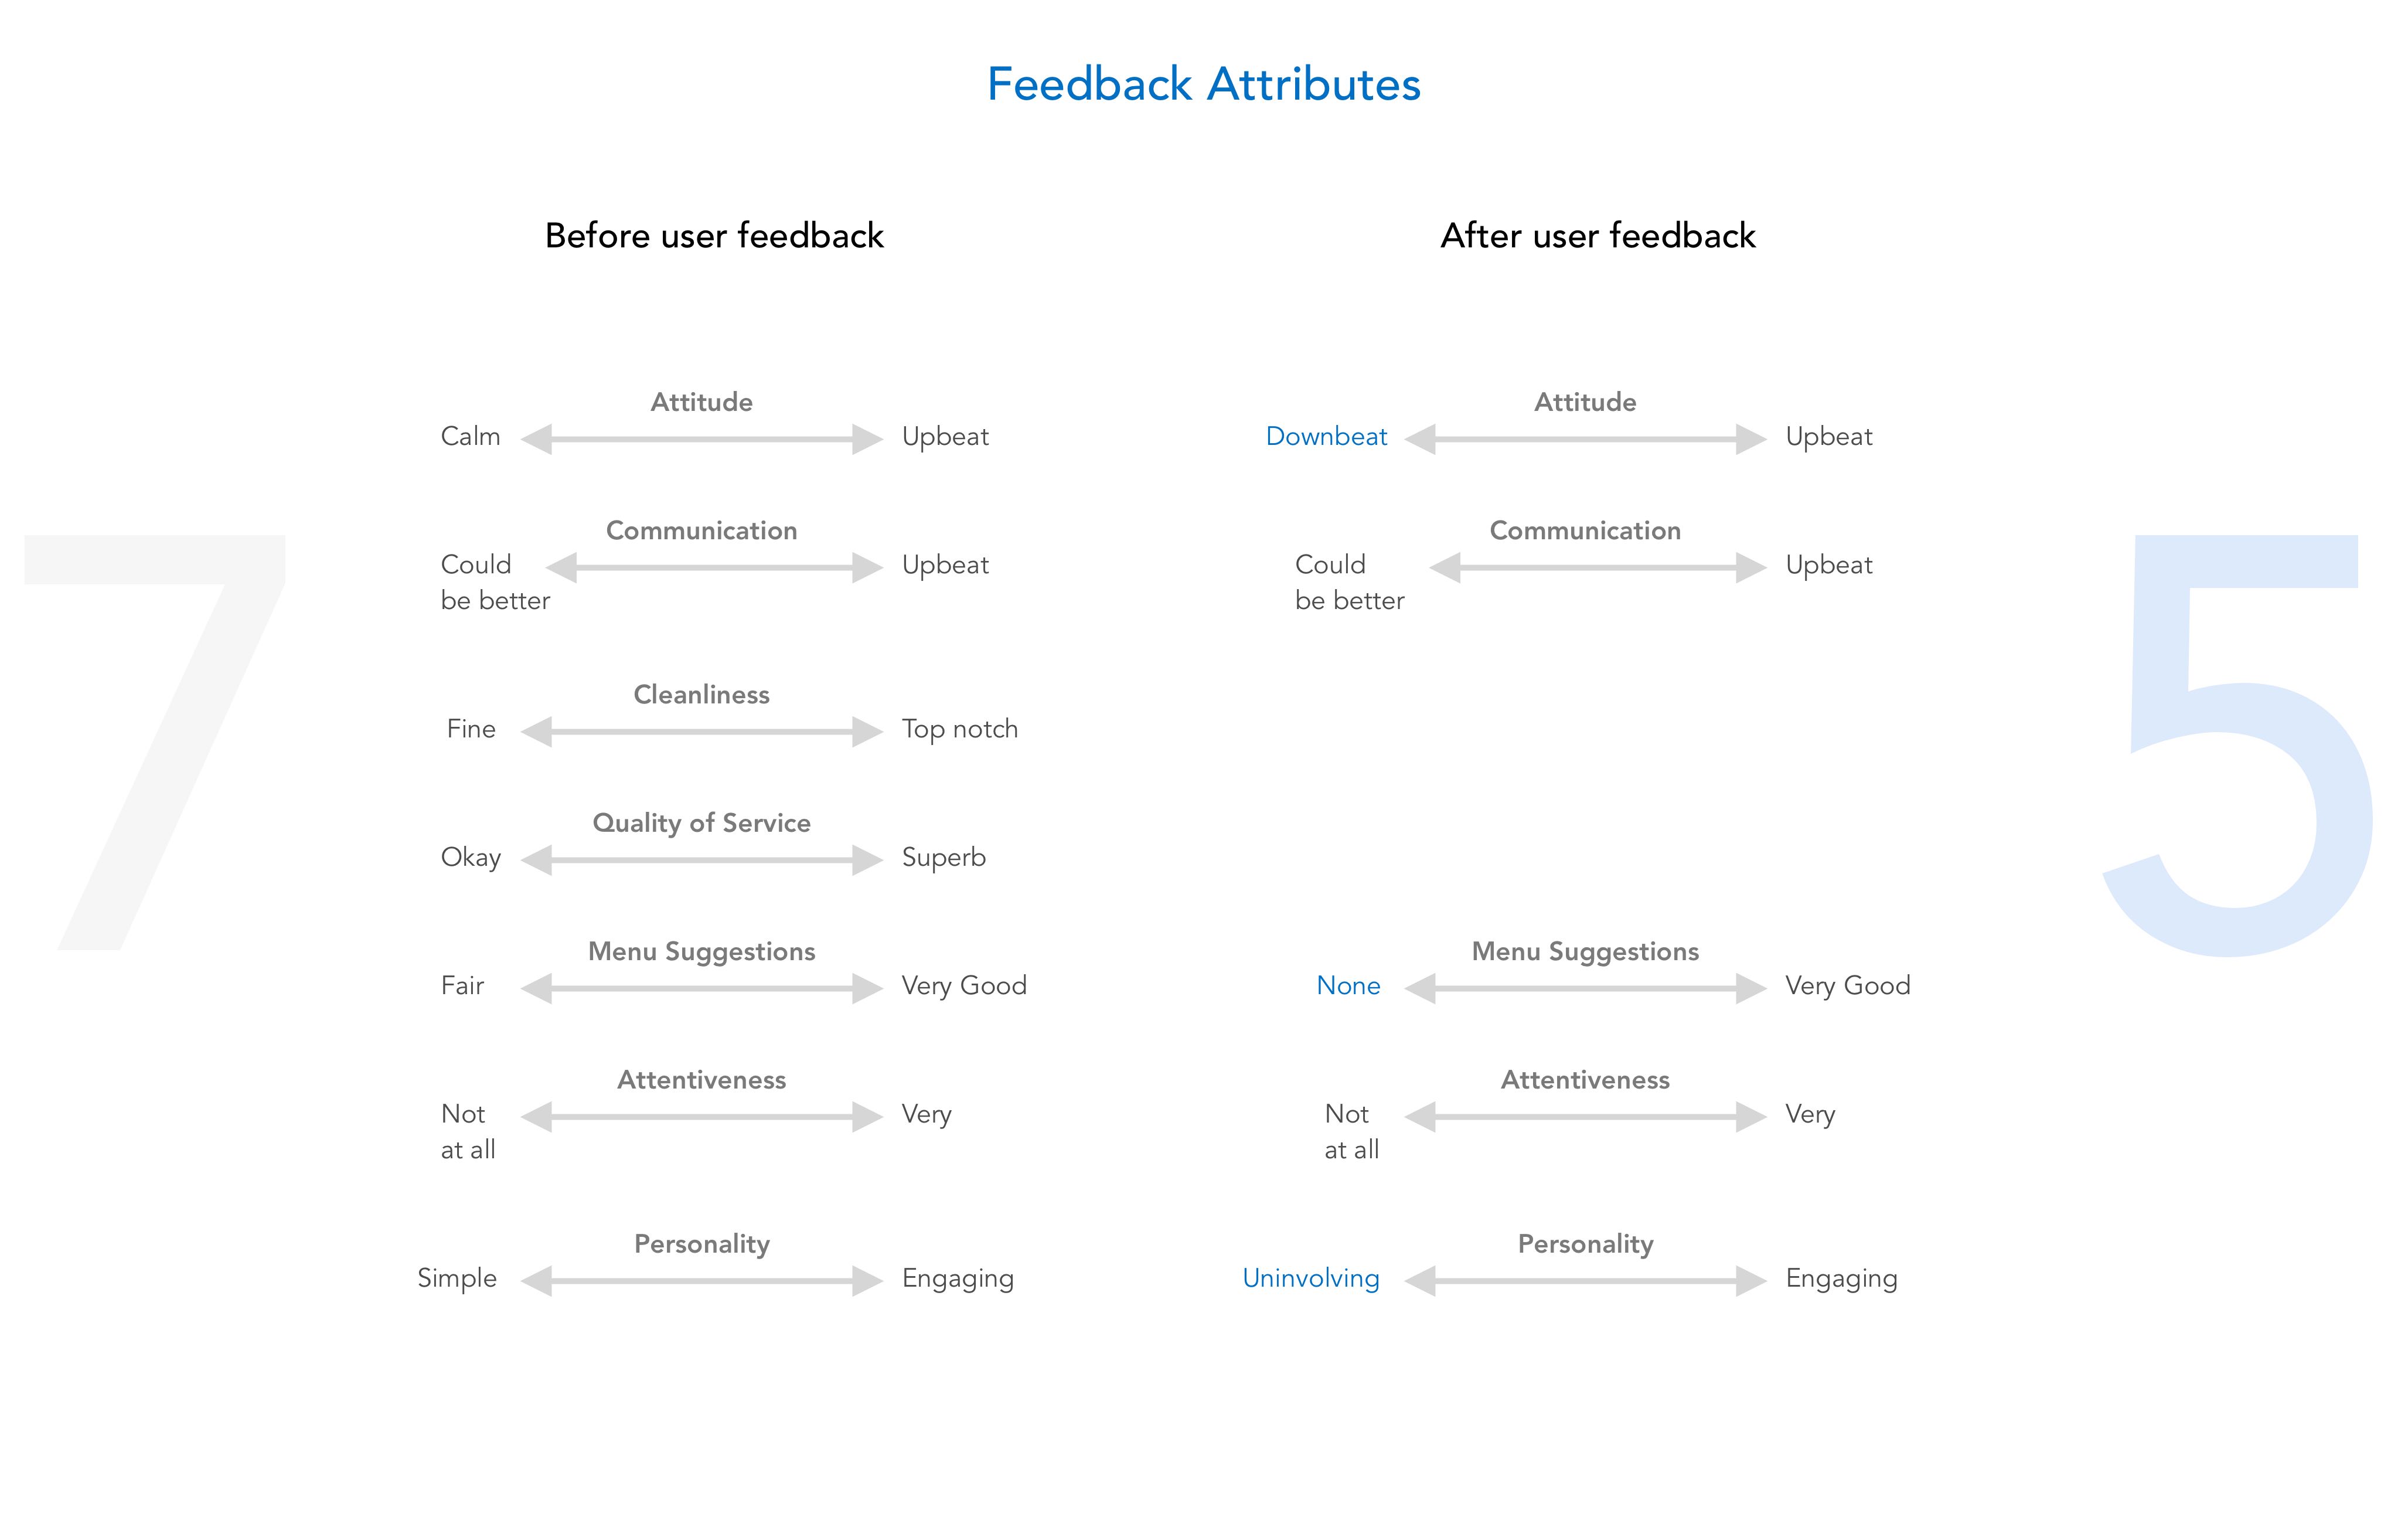 Feedback Attributes
Before user feedback
7
Attitude
Calm Upbeat
Communication
Could Upbeat
be better
Cleanliness
Fine Top notch
Quality of Service
Okay Superb
Menu Suggestions
Fair Very Good
Attentiveness
Not Very
at all
Personality
Simple Engaging
After user feedback
Attitude
Downbeat Upbeat
Communication
Could Upbeat
be better
Menu Suggestions
None Very Good
Attentiveness
Not Very
at all
Personality
Uninvolving Engaging
5